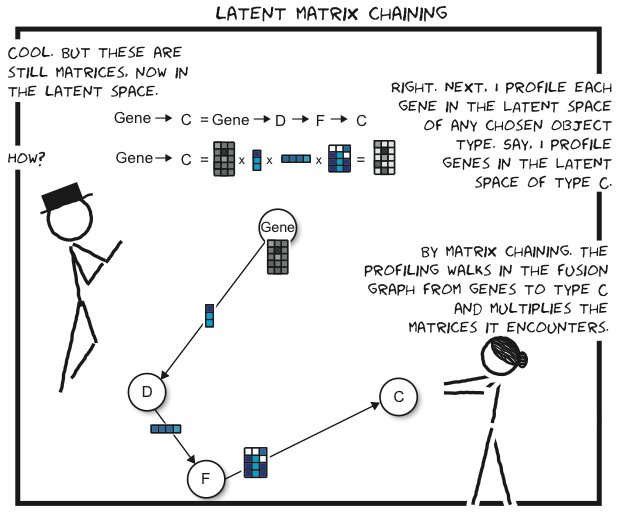 LATENT MATRIX CHAINING
COOL. BUT THESE ARE
STILL MATRICES, NOW IN
THE LATENT SPACE.
RIGHT. NEXT, I PROFILE EACH
GENE IN THE LATENT SPACE
OF ANY CHOSEN OBJECT
TYPE. SAY, I PROFILE
GENES IN THE LATENT
SPACE OF TYPE C.
Gene → C = Gene → D → F → C
HOW?
Gene → C = x x x =
Gene
BY MATRIX CHAINING. THE
PROFILING WALKS IN THE FUSION
GRAPH FROM GENES TO TYPE C
AND MULTIPLIES THE
MATRICES IT ENCOUNTERS.
D
C
F